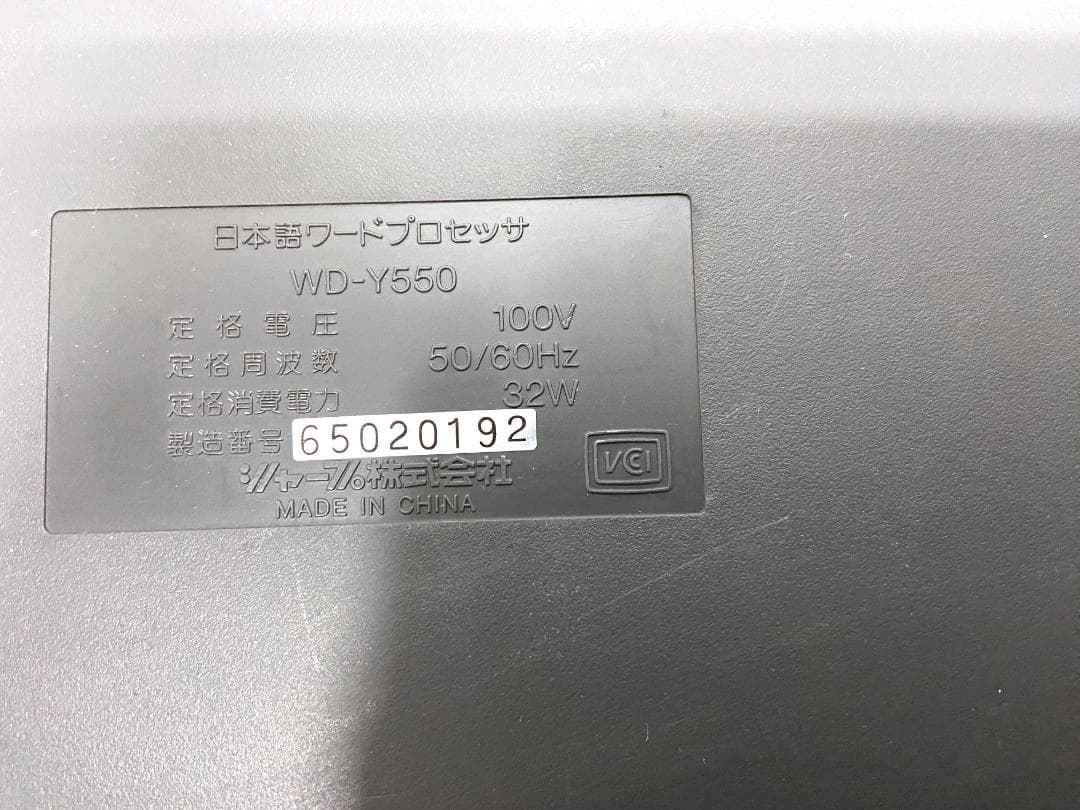 日本語ワードプロセッサ
WD-Y550
定格電圧 100V
定格周波数 50/60Hz
定格消費電力 32W
製造番号 65020192
シャープ株式会社
MADE IN CHINA
VCCI